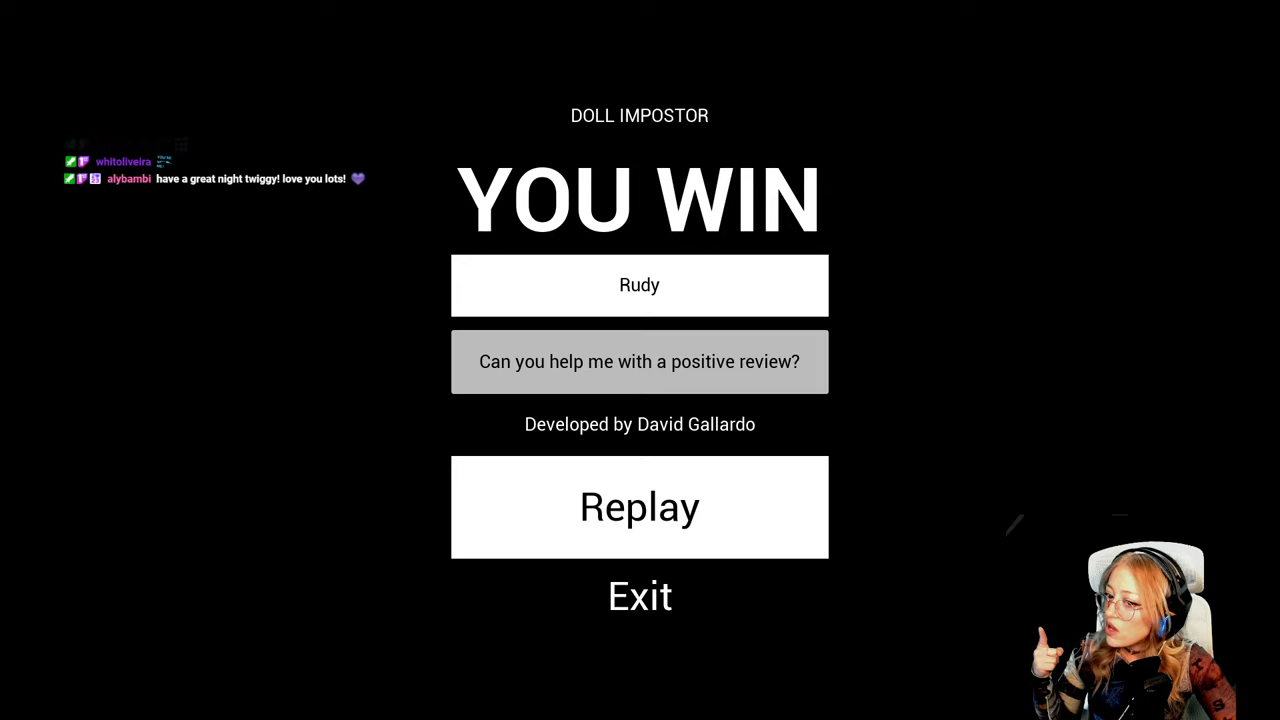 DOLL IMPOSTOR
whitoliveira
alybambi have a great night twiggy! love you lots!
YOU WIN
Rudy
Can you help me with a positive review?
Developed by David Gallardo
Replay
Exit